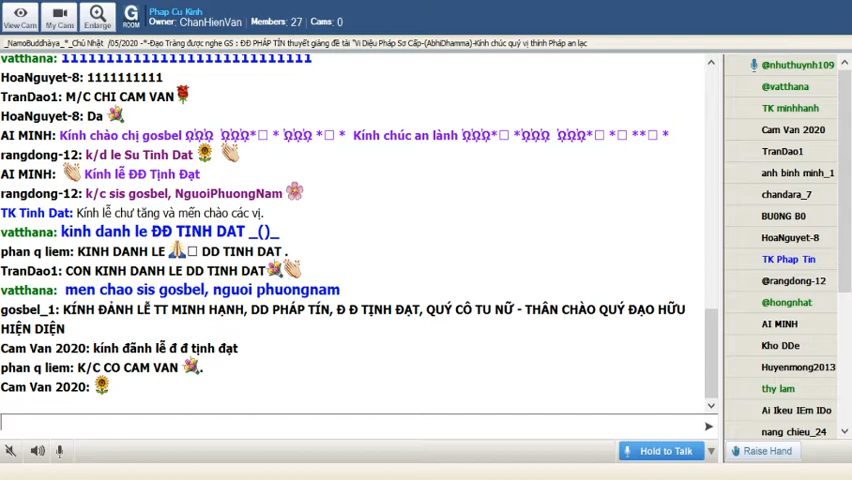 View Cam
My Cam
Enlarge
G
ROOM
Phap Cu Kinh
Owner: ChanHienVan Members: 27 Cams: 0
_NamoBuddhàya_*_Chủ Nhật /05/2020 -*-Đạo Tràng được nghe GS : ĐĐ PHÁP TÍN thuyết giảng đề tài "Vi Diệu Pháp Sơ Cấp-(AbhiDhamma)-Kính chúc quý vị thính Pháp an lạc
HoaNguyet-8: 1111111111
TranDao1: M/C CHI CAM VAN
HoaNguyet-8: Da
AI MINH: Kính chào chị gosbel Kính chúc an lành
rangdong-12: k/d le Su Tinh Dat
AI MINH: Kính lễ ĐĐ Tịnh Đạt
rangdong-12: k/c sis gosbel, NguoiPhuongNam
TK Tinh Dat: Kính lễ chư tăng và mến chào các vị.
vatthana: kinh danh le ĐĐ TINH DAT _()_
phan q liem: KINH DANH LE DD TINH DAT .
TranDao1: CON KINH DANH LE DD TINH DAT
vatthana: men chao sis gosbel, nguoi phuongnam
gosbel_1: KÍNH ĐẢNH LỄ TT MINH HẠNH, DD PHÁP TÍN, Đ Đ TỊNH ĐẠT, QUÝ CÔ TU NỮ - THÂN CHÀO QUÝ ĐẠO HỮU
HIỆN DIỆN
Cam Van 2020: kính đãnh lễ đ đ tịnh đạt
phan q liem: K/C CO CAM VAN .
Cam Van 2020:
Hold to Talk
@nhuthuynh109
@vatthana
TK minhhanh
Cam Van 2020
TranDao1
anh binh minh_1
chandara_7
BU0NG B0
HoaNguyet-8
TK Phap Tin
@rangdong-12
@hongnhat
AI MINH
Kho DDe
Huyenmong2013
thy lam
Ai Ikeu IEm IDo
nang chieu_24
Raise Hand